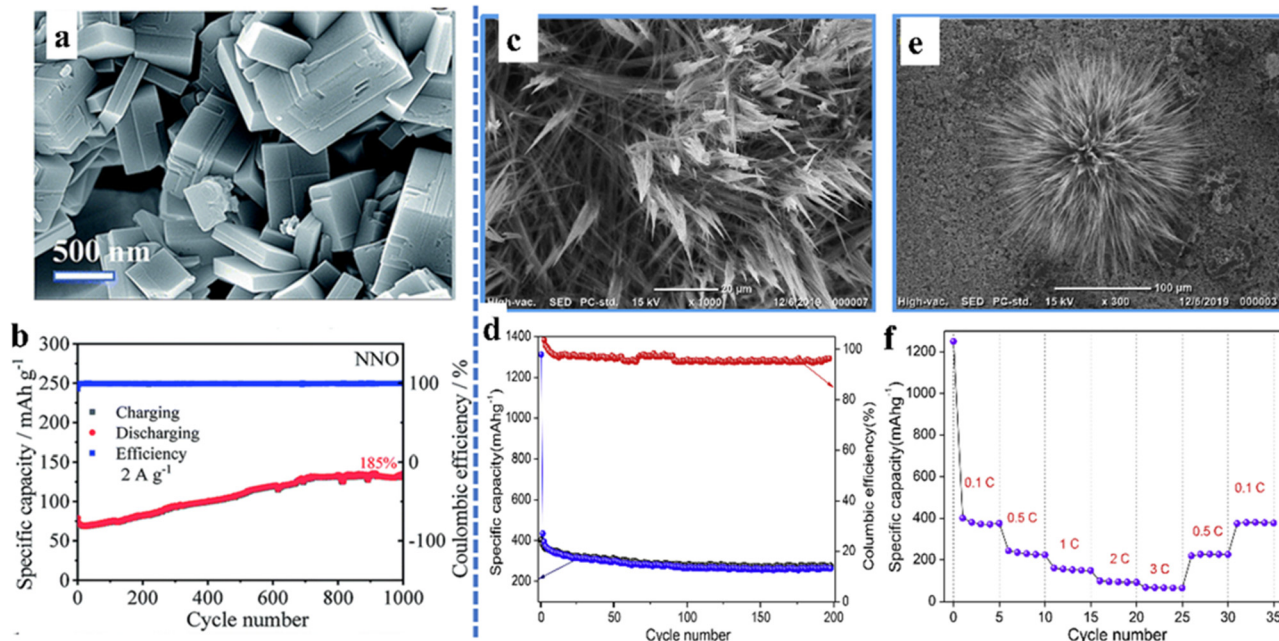 a
500 nm
b
NNO
Charging
Discharging
Efficiency
2 A g⁻¹
185%
Specific capacity / mAh g⁻¹
300
250
200
150
100
75
50
25
0
100
0
-100
Coulombic efficiency / %
0 200 400 600 800 1000
Cycle number
c
20 µm
High-vac. SED PC-std. 15 kV x 1000 12/6/2019 000007
d
Specific capacity(mAhg⁻¹)
1400
1200
1000
800
600
400
200
100
80
60
40
20
0
Columbic efficiency(%)
0 50 100 150 200
Cycle number
e
100 µm
High-vac. SED PC-std. 15 kV x 300 12/6/2019 000003
f
Specific capacity(mAhg⁻¹)
1200
1000
800
600
400
200
0
0.1 C
0.5 C
1 C
2 C
3 C
0.5 C
0.1 C
0 5 10 15 20 25 30 35
Cycle number